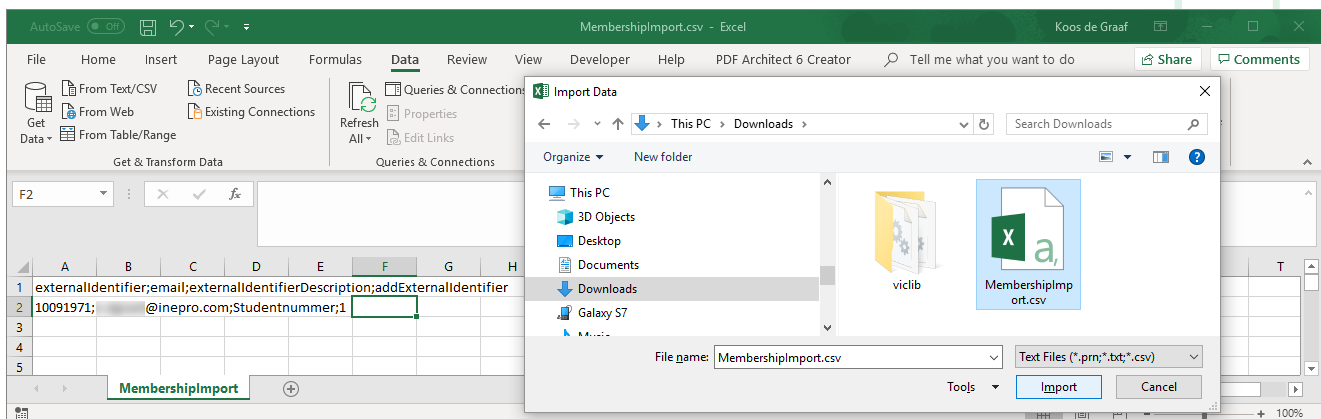 AutoSave Off MembershipImport.csv - Excel Koos de Graaf
File Home Insert Page Layout Formulas Data Review View Developer Help PDF Architect 6 Creator Tell me what you want to do Share Comments
Get Data
From Text/CSV
From Web
From Table/Range
Recent Sources
Existing Connections
Get & Transform Data
Refresh All
Queries & Connections
Properties
Edit Links
Queries & Connections
F2 fx
A B C D E F G H T
1 externalIdentifier;email;externalIdentifierDescription;addExternalIdentifier
2 10091971; @inepro.com;Studentnummer;1
3
4
5
MembershipImport
100%
Import Data
This PC Downloads Search Downloads
Organize New folder
This PC
3D Objects
Desktop
Documents
Downloads
Galaxy S7
Music
viclib
X a,
MembershipImp
ort.csv
File name: MembershipImport.csv Text Files (*.prn;*.txt;*.csv)
Tools Import Cancel